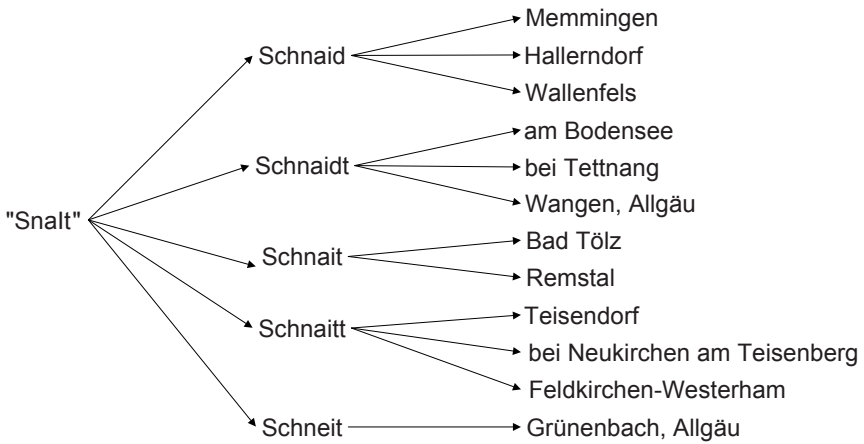 Memmingen
Schnaid
Hallerndorf
Wallenfels
am Bodensee
Schnaidt
bei Tettnang
Wangen, Allgäu
"SnaIt"
Bad Tölz
Schnait
Remstal
Teisendorf
Schnaitt
bei Neukirchen am Teisenberg
Feldkirchen-Westerham
Schneit
Grünenbach, Allgäu